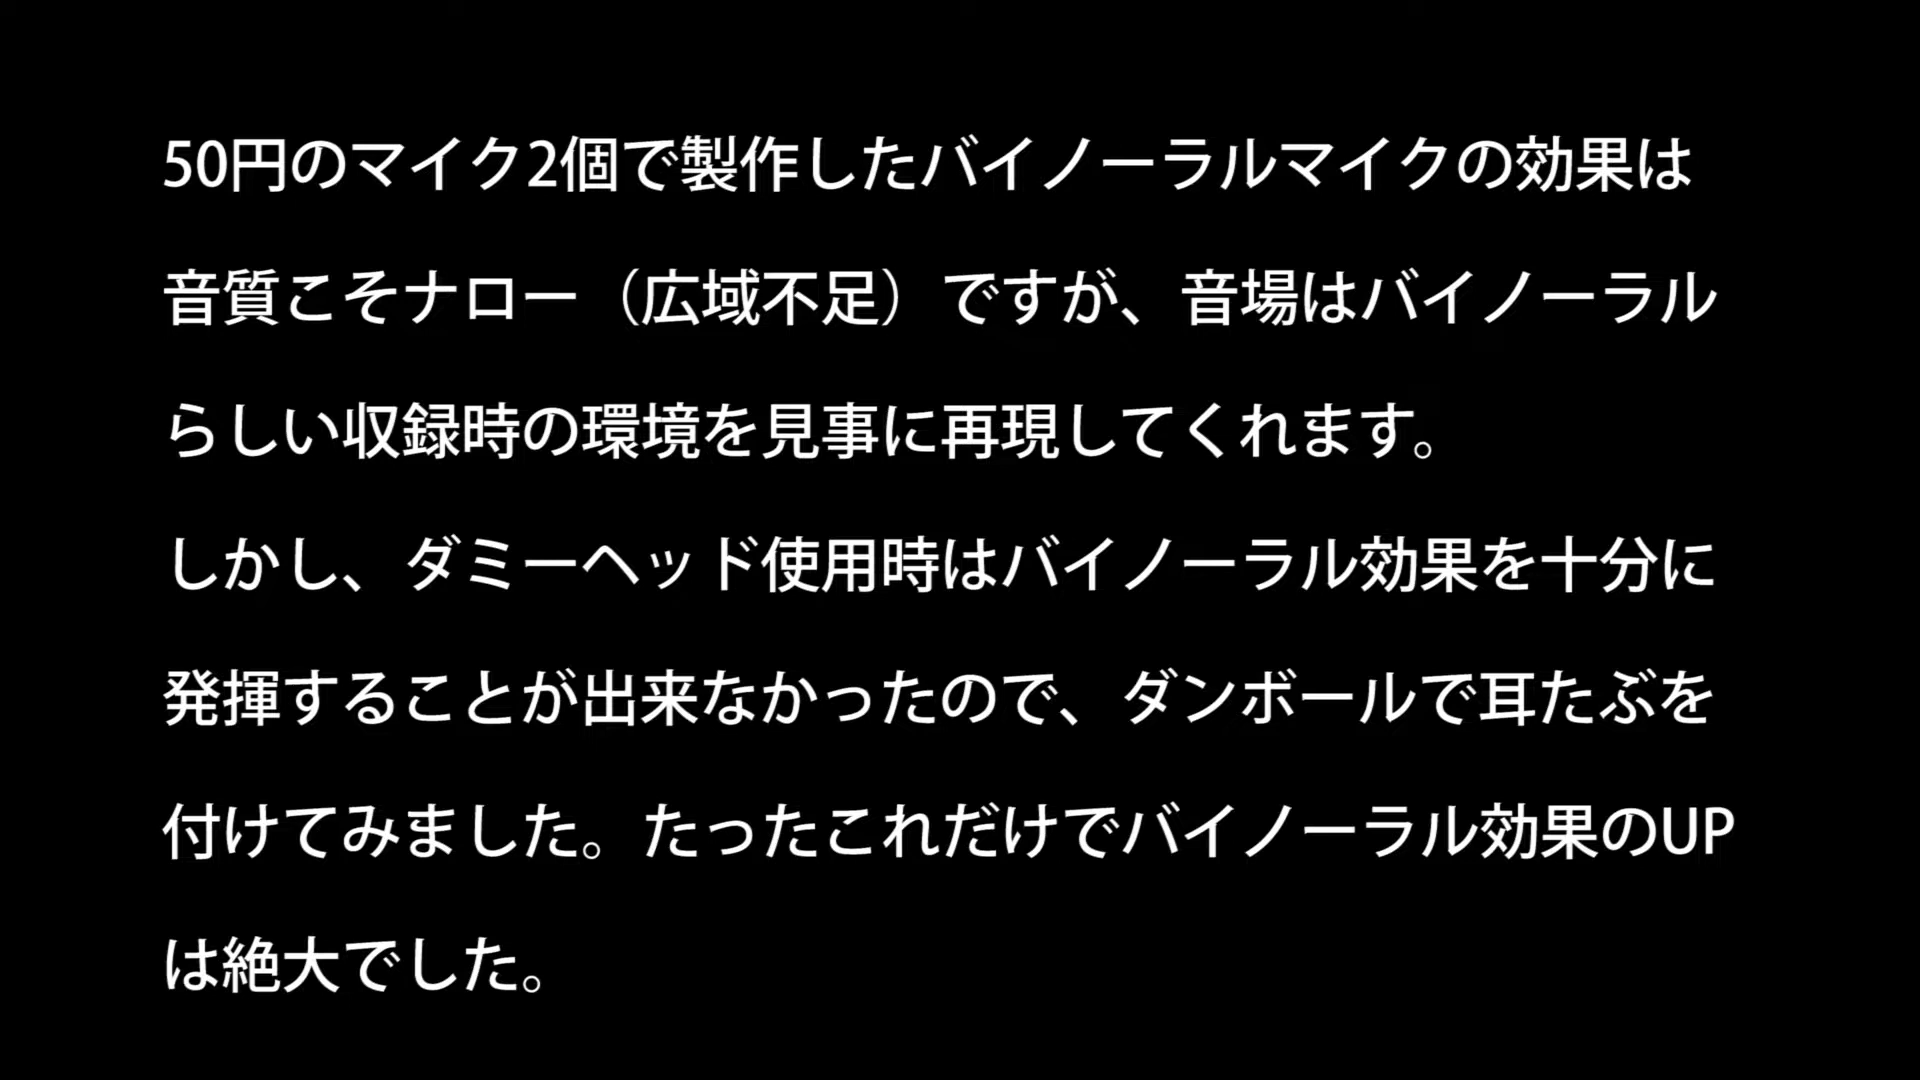 50円のマイク2個で製作したバイノーラルマイクの効果は
音質こそナロー（広域不足）ですが、音場はバイノーラル
らしい収録時の環境を見事に再現してくれます。
しかし、ダミーヘッド使用時はバイノーラル効果を十分に
発揮することが出来なかったので、ダンボールで耳たぶを
付けてみました。たったこれだけでバイノーラル効果のUP
は絶大でした。